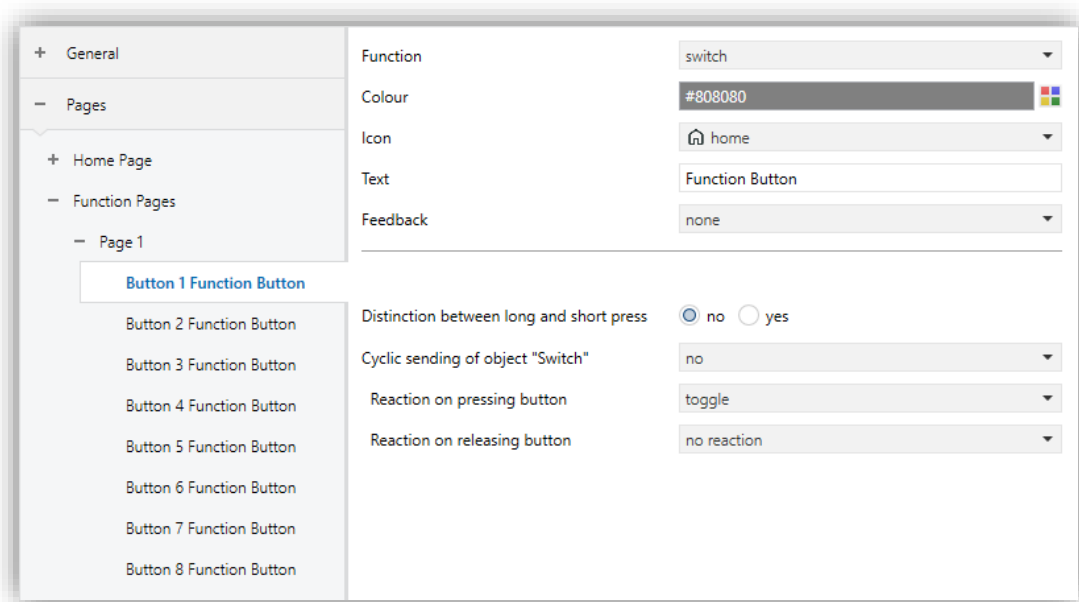 + General
− Pages
+ Home Page
− Function Pages
− Page 1
Button 1 Function Button
Button 2 Function Button
Button 3 Function Button
Button 4 Function Button
Button 5 Function Button
Button 6 Function Button
Button 7 Function Button
Button 8 Function Button
Function switch
Colour #808080
Icon home
Text Function Button
Feedback none
Distinction between long and short press no yes
Cyclic sending of object "Switch" no
Reaction on pressing button toggle
Reaction on releasing button no reaction